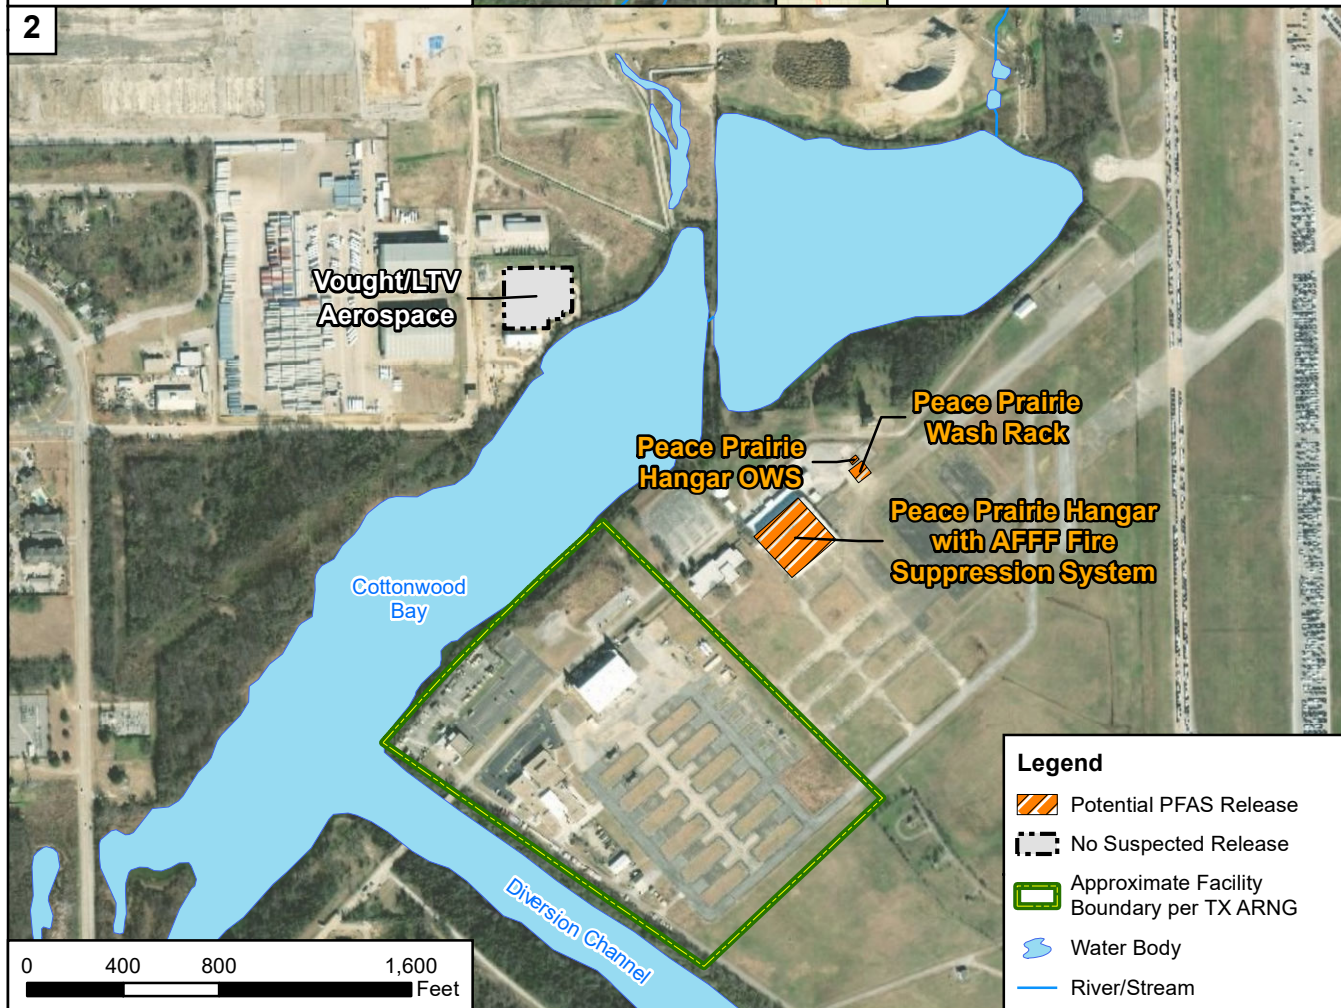 2
Vought/LTV
Aerospace
Peace Prairie
Wash Rack
Peace Prairie
Hangar OWS
Peace Prairie Hangar
with AFFF Fire
Suppression System
Cottonwood
Bay
Diversion Channel
Legend
Potential PFAS Release
No Suspected Release
Approximate Facility
Boundary per TX ARNG
Water Body
River/Stream
0 400 800 1,600
Feet